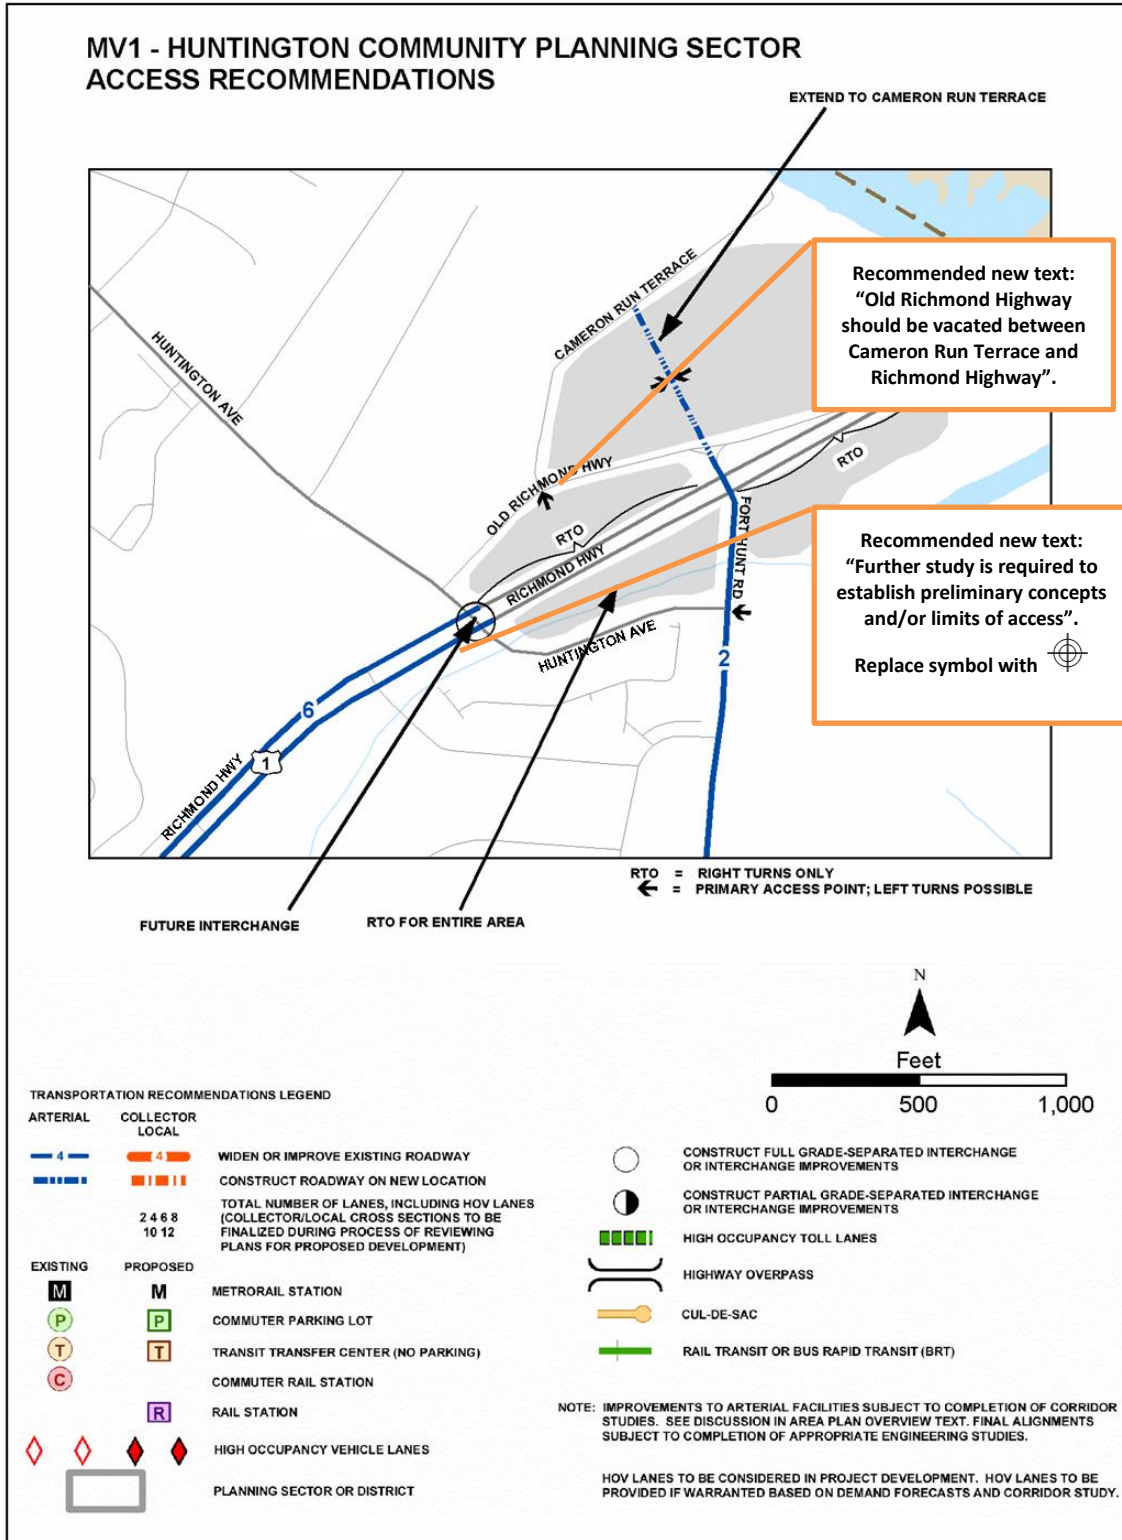 MV1 - HUNTINGTON COMMUNITY PLANNING SECTOR
ACCESS RECOMMENDATIONS
EXTEND TO CAMERON RUN TERRACE
CAMERON RUN TERRACE
Recommended new text:
“Old Richmond Highway
should be vacated between
Cameron Run Terrace and
Richmond Highway”.
HUNTINGTON AVE
OLD RICHMOND HWY
RTO
RTO
RICHMOND HWY
FORT HUNT RD
Recommended new text:
“Further study is required to
establish preliminary concepts
and/or limits of access”.
Replace symbol with
HUNTINGTON AVE
2
6
1
RICHMOND HWY
RTO = RIGHT TURNS ONLY
= PRIMARY ACCESS POINT; LEFT TURNS POSSIBLE
FUTURE INTERCHANGE
RTO FOR ENTIRE AREA
N
Feet
0 500 1,000
TRANSPORTATION RECOMMENDATIONS LEGEND
ARTERIAL
COLLECTOR
LOCAL
4 4 WIDEN OR IMPROVE EXISTING ROADWAY
CONSTRUCT ROADWAY ON NEW LOCATION
2 4 6 8
10 12
TOTAL NUMBER OF LANES, INCLUDING HOV LANES
(COLLECTOR/LOCAL CROSS SECTIONS TO BE
FINALIZED DURING PROCESS OF REVIEWING
PLANS FOR PROPOSED DEVELOPMENT)
EXISTING PROPOSED
M M METRORAIL STATION
P P COMMUTER PARKING LOT
T T TRANSIT TRANSFER CENTER (NO PARKING)
C COMMUTER RAIL STATION
R RAIL STATION
HIGH OCCUPANCY VEHICLE LANES
PLANNING SECTOR OR DISTRICT
CONSTRUCT FULL GRADE-SEPARATED INTERCHANGE
OR INTERCHANGE IMPROVEMENTS
CONSTRUCT PARTIAL GRADE-SEPARATED INTERCHANGE
OR INTERCHANGE IMPROVEMENTS
HIGH OCCUPANCY TOLL LANES
HIGHWAY OVERPASS
CUL-DE-SAC
RAIL TRANSIT OR BUS RAPID TRANSIT (BRT)
NOTE: IMPROVEMENTS TO ARTERIAL FACILITIES SUBJECT TO COMPLETION OF CORRIDOR
STUDIES. SEE DISCUSSION IN AREA PLAN OVERVIEW TEXT. FINAL ALIGNMENTS
SUBJECT TO COMPLETION OF APPROPRIATE ENGINEERING STUDIES.
HOV LANES TO BE CONSIDERED IN PROJECT DEVELOPMENT. HOV LANES TO BE
PROVIDED IF WARRANTED BASED ON DEMAND FORECASTS AND CORRIDOR STUDY.